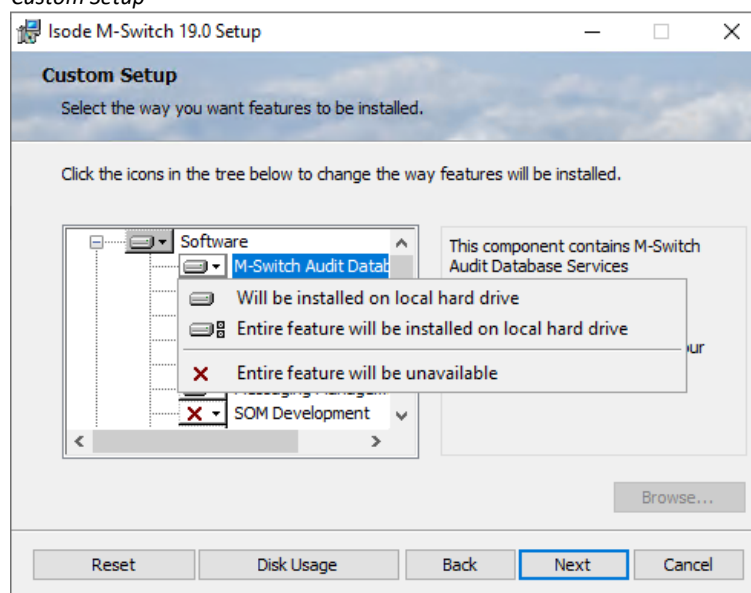 Custom Setup
Isode M-Switch 19.0 Setup
Custom Setup
Select the way you want features to be installed.
Click the icons in the tree below to change the way features will be installed.
Software
M-Switch Audit Datab
This component contains M-Switch
Audit Database Services
Will be installed on local hard drive
Entire feature will be installed on local hard drive
Entire feature will be unavailable
SOM Development
Browse...
Reset
Disk Usage
Back
Next
Cancel